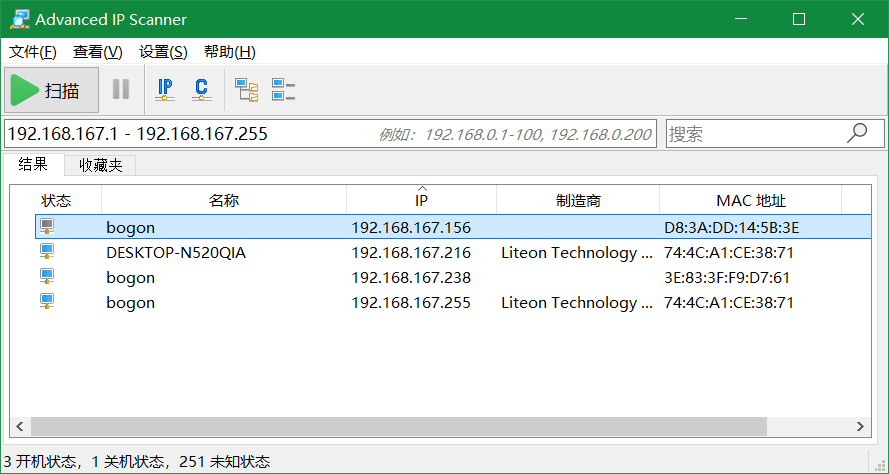 Advanced IP Scanner
文件(F) 查看(V) 设置(S) 帮助(H)
扫描 IP C
192.168.167.1 - 192.168.167.255 例如: 192.168.0.1-100, 192.168.0.200 搜索
结果 收藏夹
状态 名称 IP 制造商 MAC 地址
bogon 192.168.167.156 D8:3A:DD:14:5B:3E
DESKTOP-N520QIA 192.168.167.216 Liteon Technology ... 74:4C:A1:CE:38:71
bogon 192.168.167.238 3E:83:3F:F9:D7:61
bogon 192.168.167.255 Liteon Technology ... 74:4C:A1:CE:38:71
3 开机状态，1 关机状态，251 未知状态